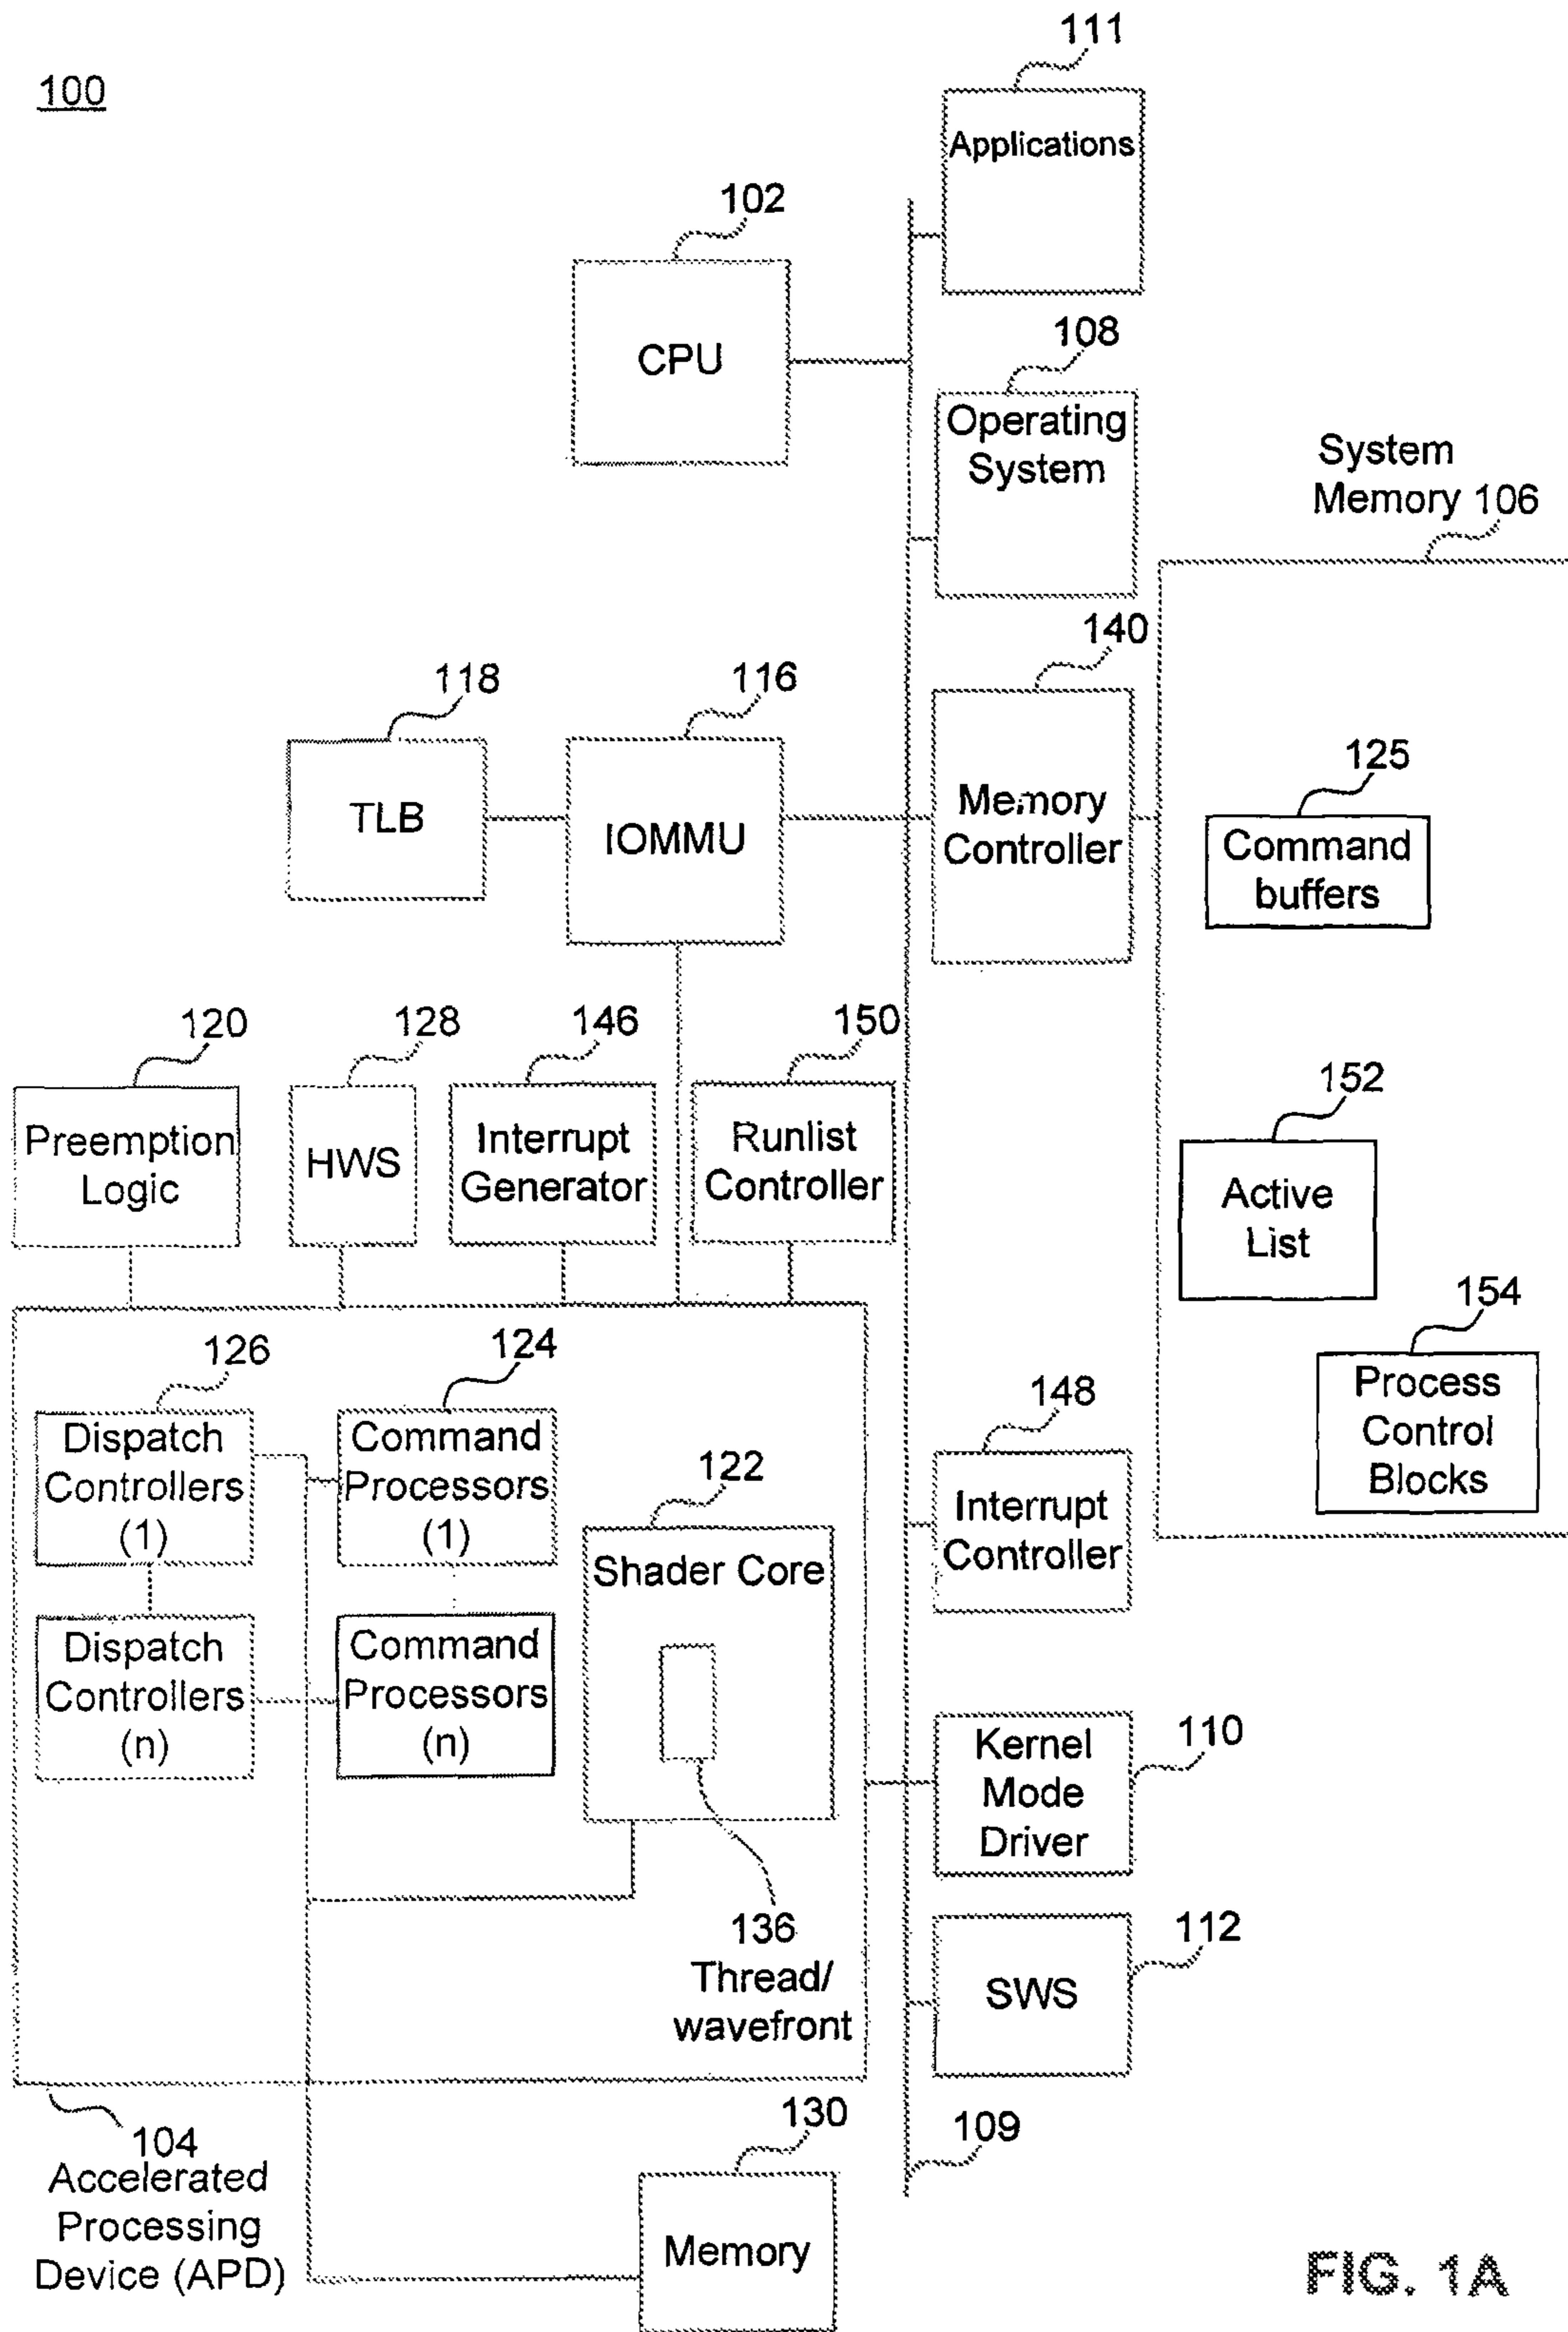 100
111
Applications
102
CPU
108
Operating
System
System
Memory 106
140
Memory
Controller
118
TLB
116
IOMMU
125
Command
buffers
120
Preemption
Logic
128
HWS
146
Interrupt
Generator
150
Runlist
Controller
152
Active
List
154
Process
Control
Blocks
126
Dispatch
Controllers
(1)
124
Command
Processors
(1)
122
Shader Core
148
Interrupt
Controller
Dispatch
Controllers
(n)
Command
Processors
(n)
Kernel
Mode
Driver
110
136
Thread/
wavefront
SWS
112
104
Accelerated
Processing
Device (APD)
130
Memory
109
FIG. 1A